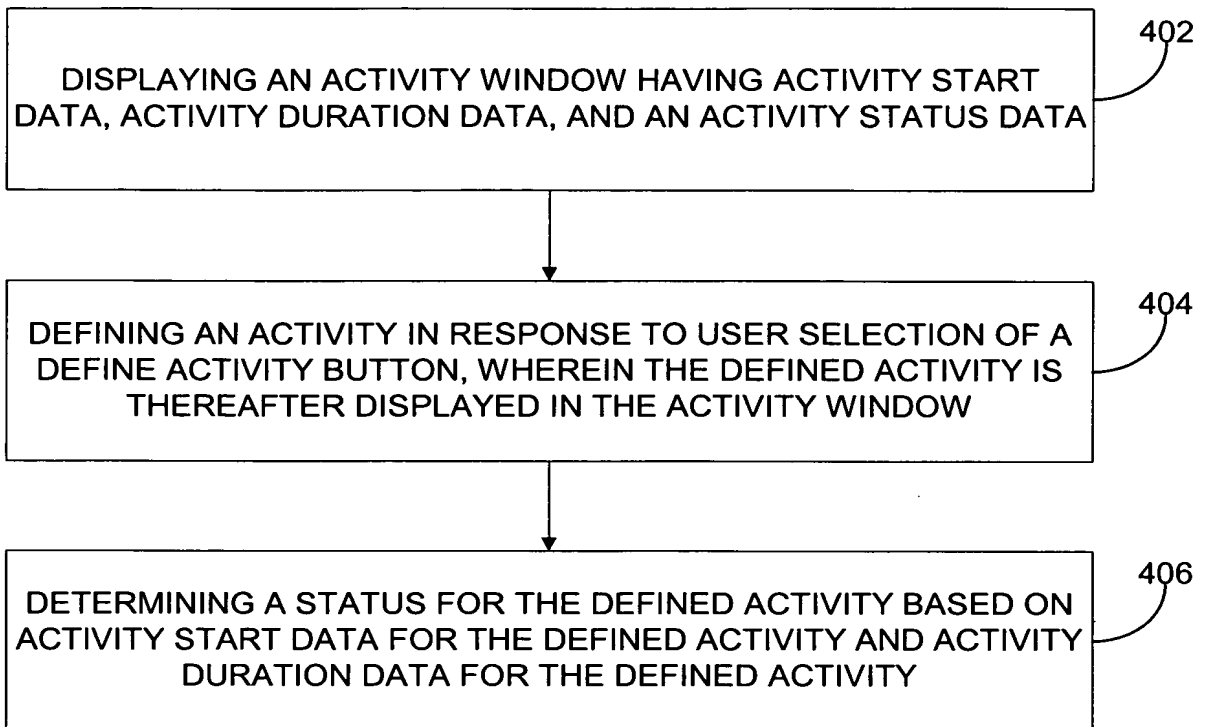 402
DISPLAYING AN ACTIVITY WINDOW HAVING ACTIVITY START
DATA, ACTIVITY DURATION DATA, AND AN ACTIVITY STATUS DATA
404
DEFINING AN ACTIVITY IN RESPONSE TO USER SELECTION OF A
DEFINE ACTIVITY BUTTON, WHEREIN THE DEFINED ACTIVITY IS
THEREAFTER DISPLAYED IN THE ACTIVITY WINDOW
406
DETERMINING A STATUS FOR THE DEFINED ACTIVITY BASED ON
ACTIVITY START DATA FOR THE DEFINED ACTIVITY AND ACTIVITY
DURATION DATA FOR THE DEFINED ACTIVITY